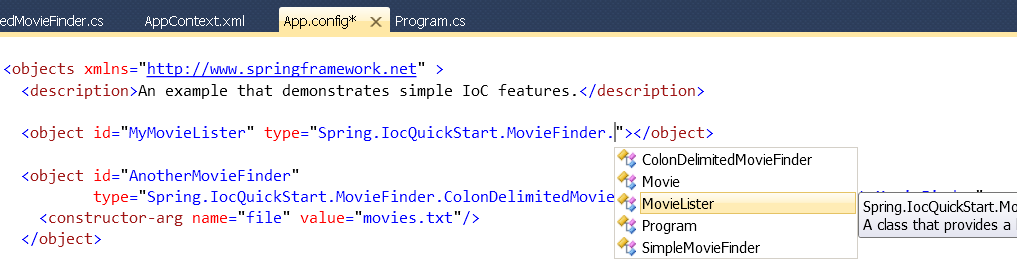 edMovieFinder.cs AppContext.xml App.config* Program.cs
<objects xmlns="http://www.springframework.net" >
<description>An example that demonstrates simple IoC features.</description>
<object id="MyMovieLister" type="Spring.IocQuickStart.MovieFinder."></object>
<object id="AnotherMovieFinder"
type="Spring.IocQuickStart.MovieFinder.ColonDelimitedMovie
<constructor-arg name="file" value="movies.txt"/>
</object>
ColonDelimitedMovieFinder
Movie
MovieLister
Program
SimpleMovieFinder
Spring.IocQuickStart.Mo
A class that provides a